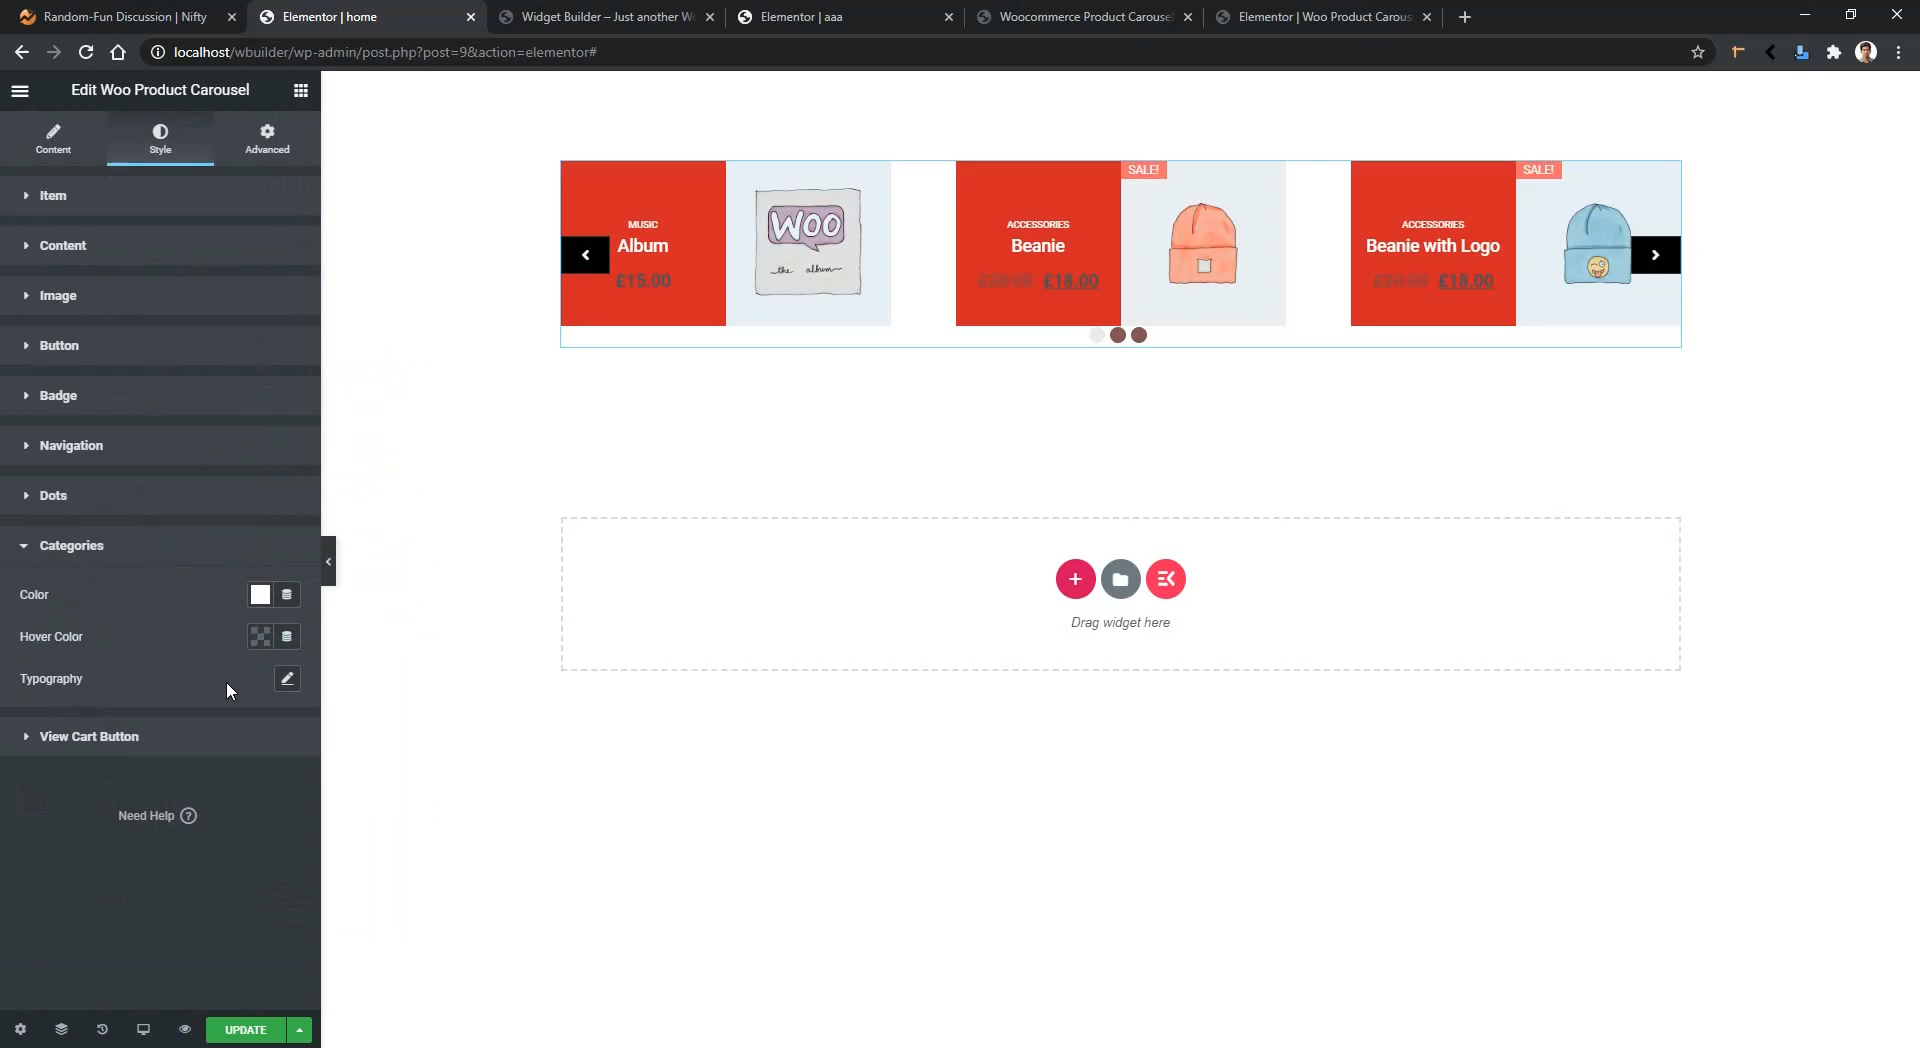 Random-Fun Discussion | Nifty
Elementor | home
Widget Builder – Just another W
Elementor | aaa
Woocommerce Product Carousel
Elementor | Woo Product Carous
localhost/wbuilder/wp-admin/post.php?post=9&action=elementor#
Edit Woo Product Carousel
Content
Style
Advanced
Item
Content
Image
Button
Badge
Navigation
Dots
Categories
Color
Hover Color
Typography
View Cart Button
Need Help ?
UPDATE
MUSIC
Album
£15.00
WOO
the album
SALE!
ACCESSORIES
Beanie
£20.00 £18.00
SALE!
ACCESSORIES
Beanie with Logo
£20.00 £18.00
Drag widget here